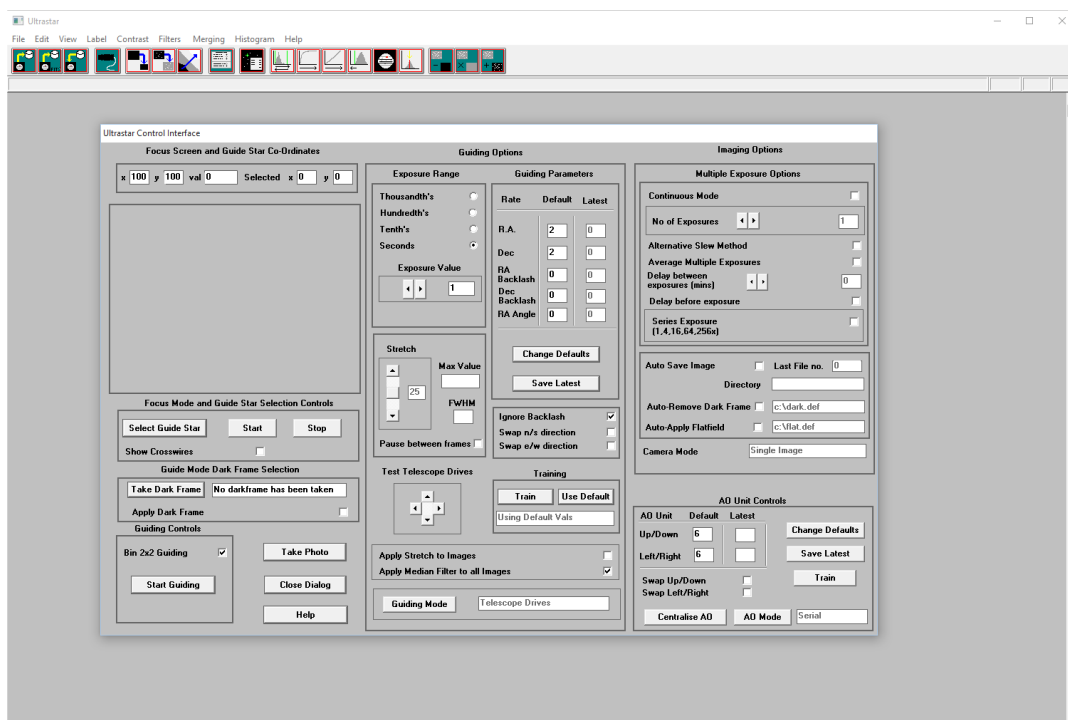 Ultrastar
File Edit View Label Contrast Filters Merging Histogram Help
Ultrastar Control Interface
Focus Screen and Guide Star Co-Ordinates
x 100 y 100 val 0 Selected x 0 y 0
Focus Mode and Guide Star Selection Controls
Select Guide Star Start Stop
Show Crosswires
Guide Mode Dark Frame Selection
Take Dark Frame No darkframe has been taken
Apply Dark Frame
Guiding Controls
Bin 2x2 Guiding
Start Guiding
Take Photo
Close Dialog
Help
Guiding Options
Exposure Range
Thousandth's
Hundredth's
Tenth's
Seconds
Exposure Value
1
Stretch
25
Max Value
FWHM
Pause between frames
Test Telescope Drives
Guiding Parameters
Rate Default Latest
R.A. 2 0
Dec 2 0
RA
Backlash 0 0
Dec
Backlash 0 0
RA Angle 0 0
Change Defaults
Save Latest
Ignore Backlash
Swap n/s direction
Swap e/w direction
Training
Train Use Default
Using Default Vals
Apply Stretch to Images
Apply Median Filter to all Images
Guiding Mode Telescope Drives
Imaging Options
Multiple Exposure Options
Continuous Mode
No of Exposures 1
Alternative Slew Method
Average Multiple Exposures
Delay between
exposures (mins) 0
Delay before exposure
Series Exposure
(1,4,16,64,256x)
Auto Save Image Last File no. 0
Directory
Auto-Remove Dark Frame c:\dark.def
Auto-Apply Flatfield c:\flat.def
Camera Mode Single Image
AO Unit Controls
AO Unit Default Latest
Up/Down 6
Left/Right 6
Change Defaults
Save Latest
Train
Swap Up/Down
Swap Left/Right
Centralise AO AO Mode Serial